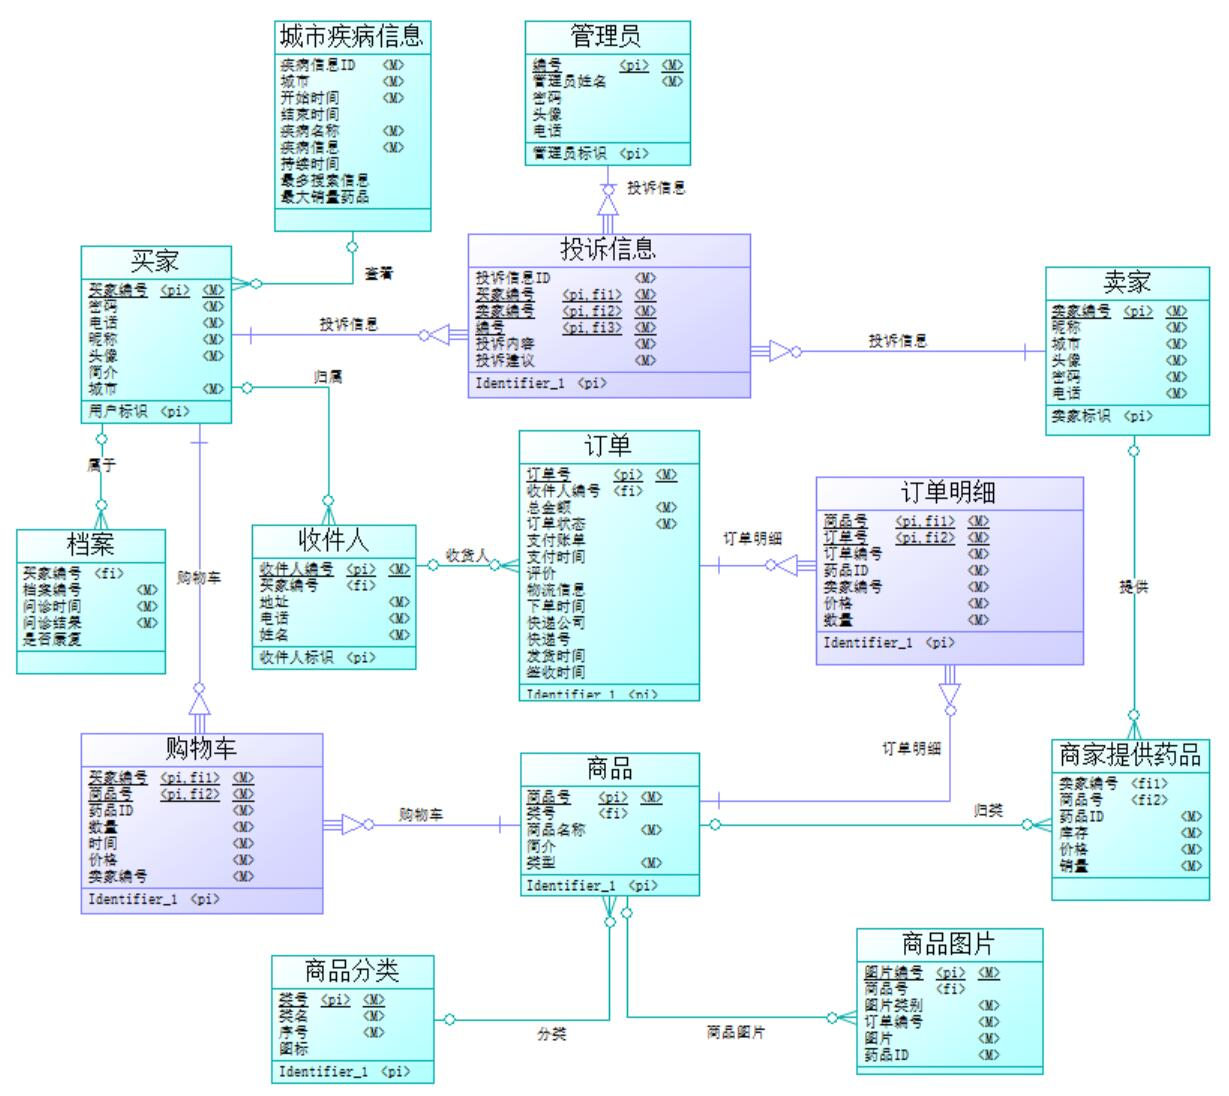 城市疾病信息
疾病信息ID <M>
城市 <M>
开始时间 <M>
结束时间
疾病名称 <M>
疾病信息 <M>
持续时间
最多搜索信息
最大销量药品
管理员
编号 <pi> <M>
管理员姓名 <M>
密码
头像
电话
管理员标识 <pi>
投诉信息
查看
买家
买家编号 <pi> <M>
密码 <M>
电话 <M>
昵称 <M>
头像 <M>
简介
城市 <M>
用户标识 <pi>
投诉信息
投诉信息
投诉信息ID <M>
买家编号 <pi,fi1> <M>
卖家编号 <pi,fi2> <M>
编号 <pi,fi3> <M>
投诉内容 <M>
投诉建议 <M>
Identifier_1 <pi>
投诉信息
卖家
卖家编号 <pi> <M>
昵称 <M>
城市 <M>
头像 <M>
密码 <M>
电话 <M>
卖家标识 <pi>
归属
属于
档案
买家编号 <fi>
档案编号 <M>
问诊时间 <M>
问诊结果 <M>
是否康复
购物车
收件人
收件人编号 <pi> <M>
买家编号 <fi>
地址 <M>
电话 <M>
姓名 <M>
收件人标识 <pi>
收货人
订单
订单号 <pi> <M>
收件人编号 <fi>
总金额 <M>
订单状态 <M>
支付账单
支付时间
评价
物流信息
下单时间
快递公司
快递号
发货时间
签收时间
Identifier_1 <pi>
订单明细
订单明细
商品号 <pi,fi1> <M>
订单号 <pi,fi2> <M>
订单编号 <M>
药品ID <M>
卖家编号 <M>
价格 <M>
数量 <M>
Identifier_1 <pi>
提供
订单明细
购物车
买家编号 <pi,fi1> <M>
商品号 <pi,fi2> <M>
药品ID <M>
数量 <M>
时间 <M>
价格 <M>
卖家编号 <M>
Identifier_1 <pi>
购物车
商品
商品号 <pi> <M>
类号 <fi>
商品名称 <M>
简介
类型 <M>
Identifier_1 <pi>
归类
商家提供药品
卖家编号 <fi1>
商品号 <fi2>
药品ID <M>
库存 <M>
价格 <M>
销量 <M>
商品分类
类号 <pi> <M>
类名 <M>
序号 <M>
图标
Identifier_1 <pi>
分类
商品图片
商品图片
图片编号 <pi> <M>
商品号 <fi>
图片类别 <M>
订单编号 <M>
图片 <M>
药品ID <M>